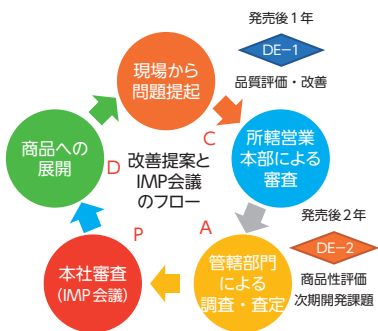 発売後1年
DE−1
品質評価・改善
現場から
問題提起
C
所轄営業
本部による
審査
商品への
展開
D
改善提案と
IMP会議
のフロー
P
A
発売後2年
DE−2
商品性評価
次期開発課題
管轄部門
による
調査・査定
本社審査
（IMP会議）